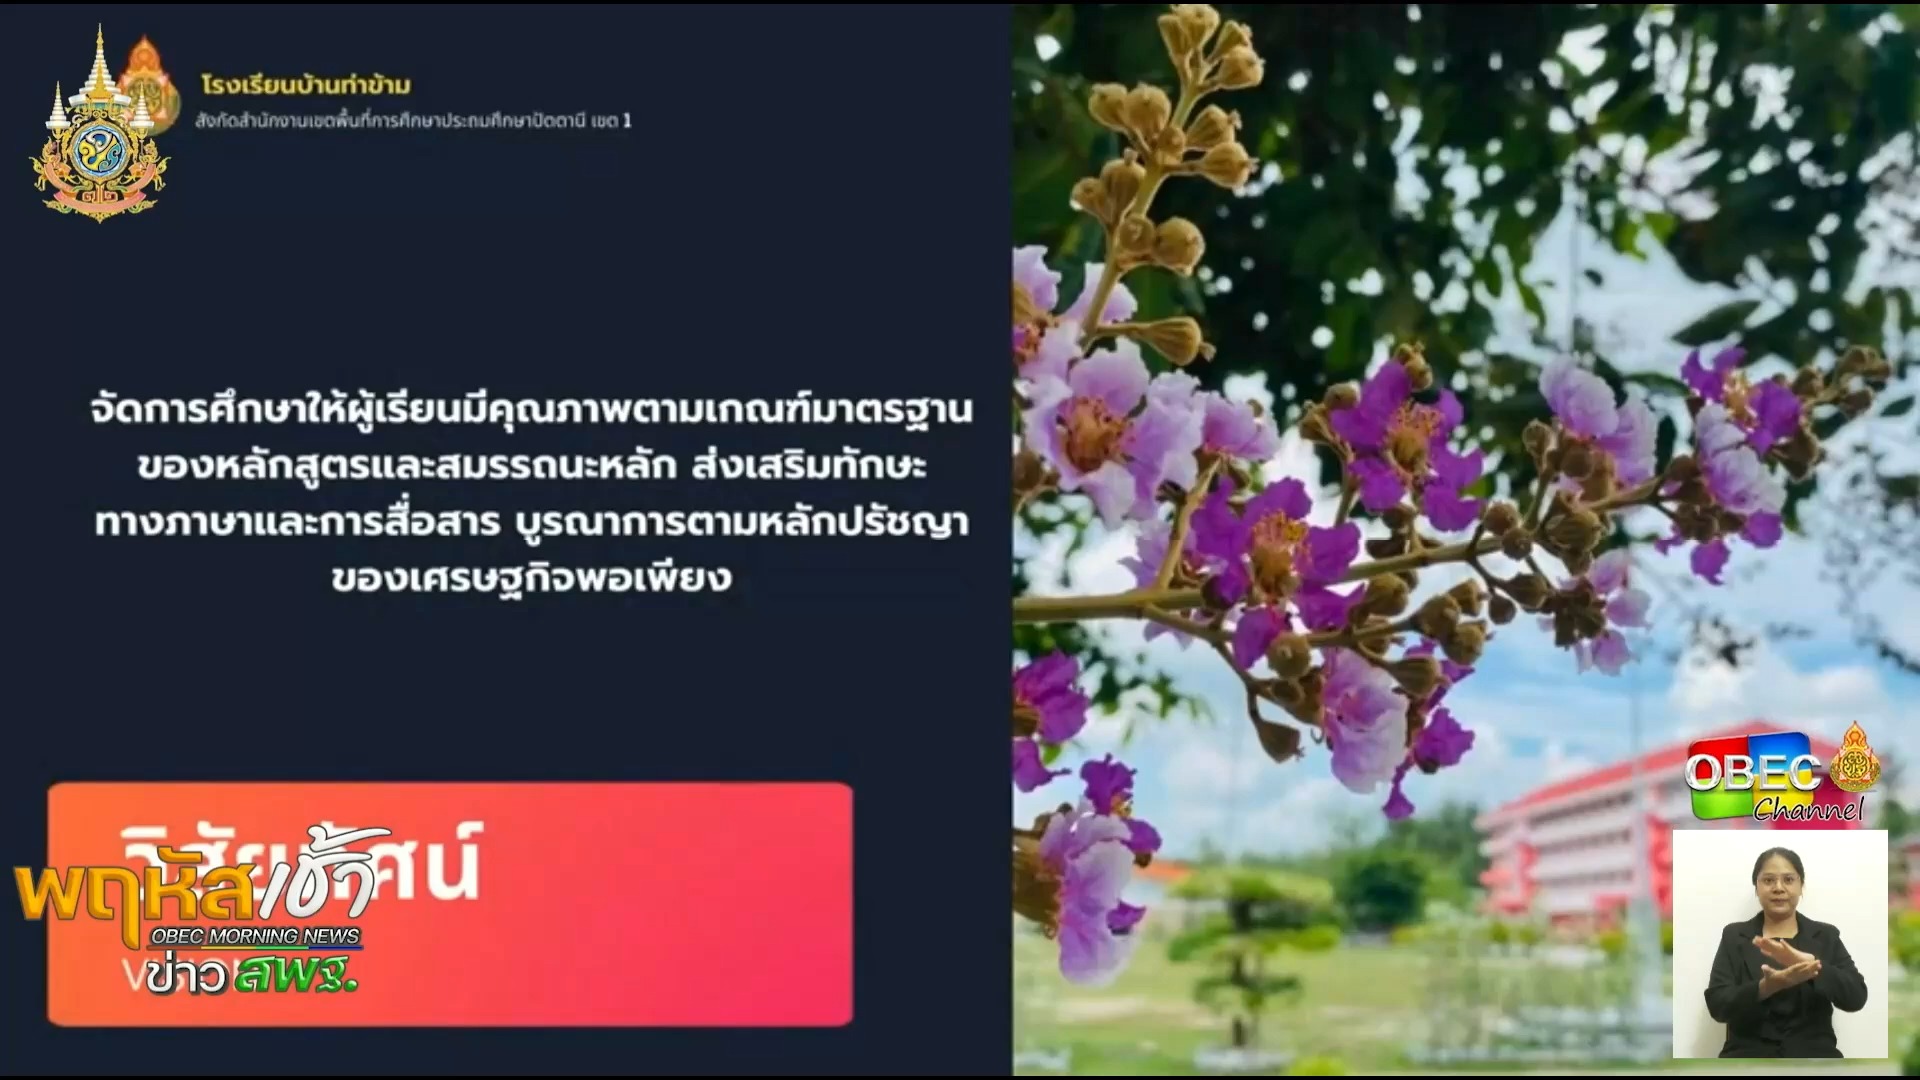 โรงเรียนบ้านท่าข้าม
สังกัดสำนักงานเขตพื้นที่การศึกษาประถมศึกษาปัตตานี เขต 1
จัดการศึกษาให้ผู้เรียนมีคุณภาพตามเกณฑ์มาตรฐาน
ของหลักสูตรและสมรรถนะหลัก ส่งเสริมทักษะ
ทางภาษาและการสื่อสาร บูรณาการตามหลักปรัชญา
ของเศรษฐกิจพอเพียง
OBEC
Channel
พฤหัสเช้า
OBEC MORNING NEWS
ข่าว สพฐ.